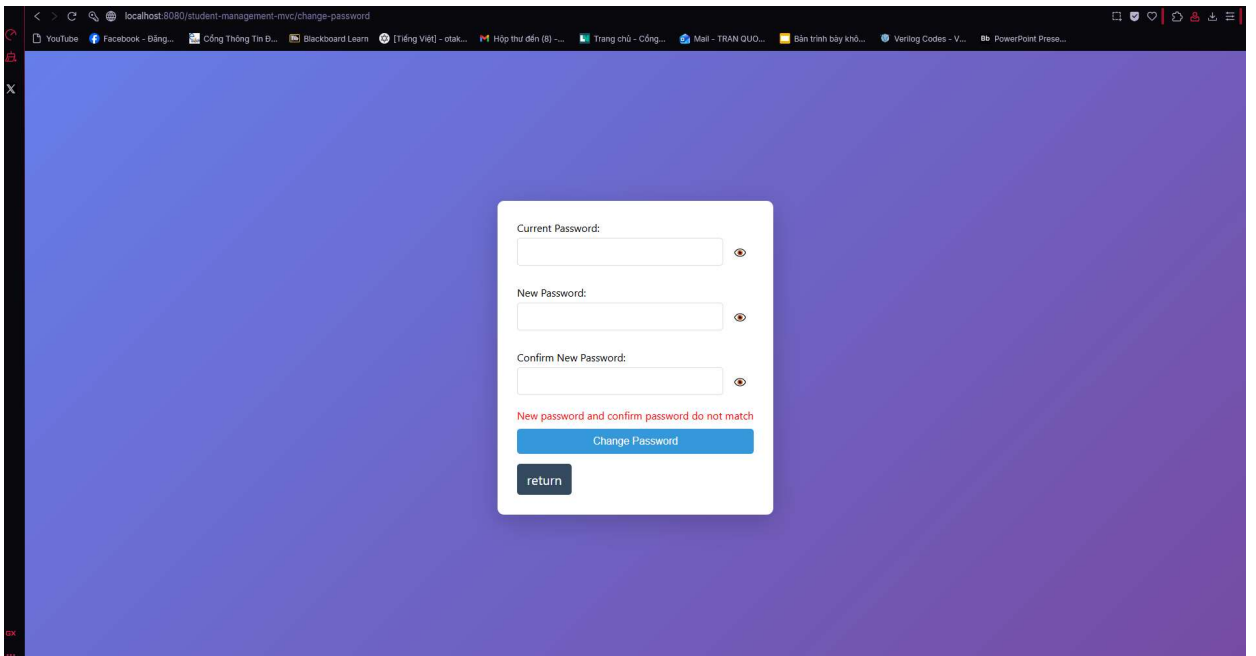 localhost:8080/student-management-mvc/change-password
YouTube Facebook - Đăng... Cổng Thông Tin Đ... Blackboard Learn [Tiếng Việt] - otak... Hộp thư đến (8) -... Trang chủ - Cổng... Mail - TRAN QUO... Bản trình bày khô... Verilog Codes - V... Bb PowerPoint Prese...
Current Password:
New Password:
Confirm New Password:
New password and confirm password do not match
Change Password
return
GX